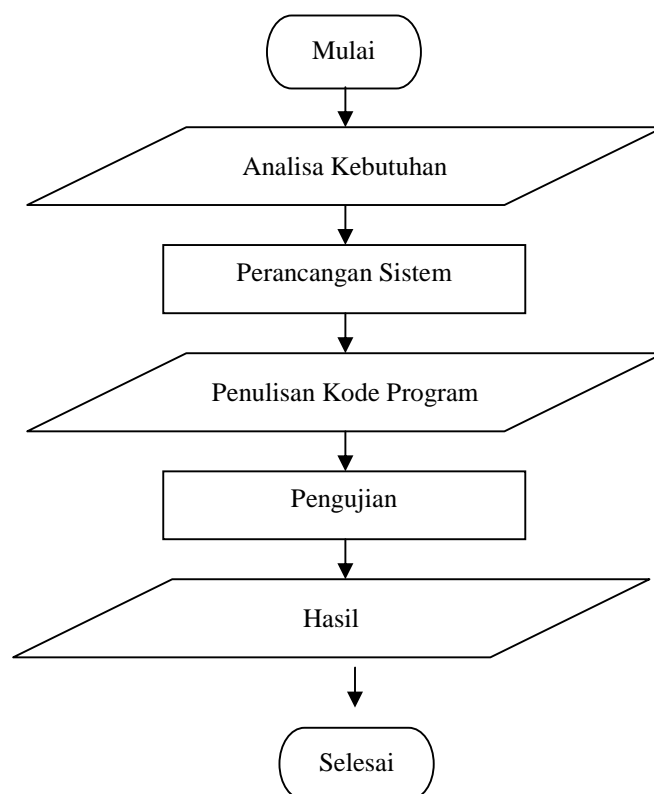 Mulai
Analisa Kebutuhan
Perancangan Sistem
Penulisan Kode Program
Pengujian
Hasil
Selesai